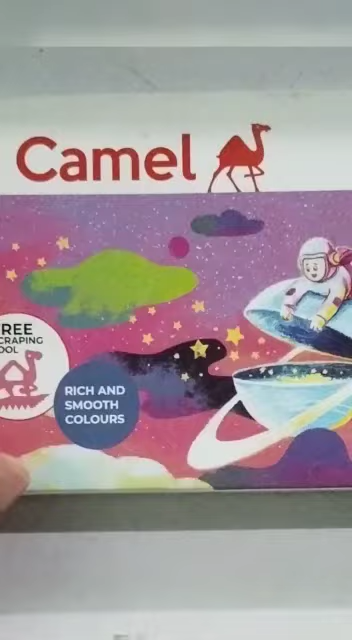 Camel
REE
CRAPING
OOL
RICH AND
SMOOTH
COLOURS